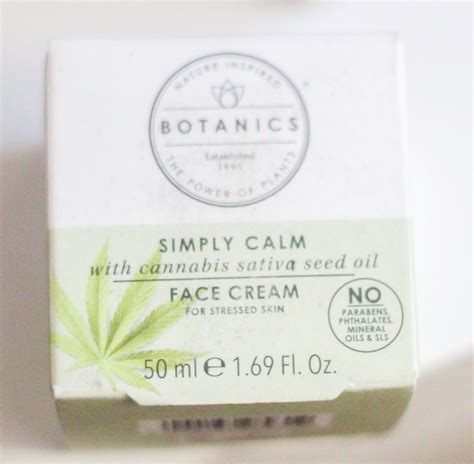 NATURE INSPIRED
BOTANICS
Established
1995
THE POWER OF PLANTS
SIMPLY CALM
with cannabis sativa seed oil
FACE CREAM
FOR STRESSED SKIN
NO
PARABENS,
PHTHALATES,
MINERAL
OILS & SLS
50 ml e 1.69 Fl. Oz.